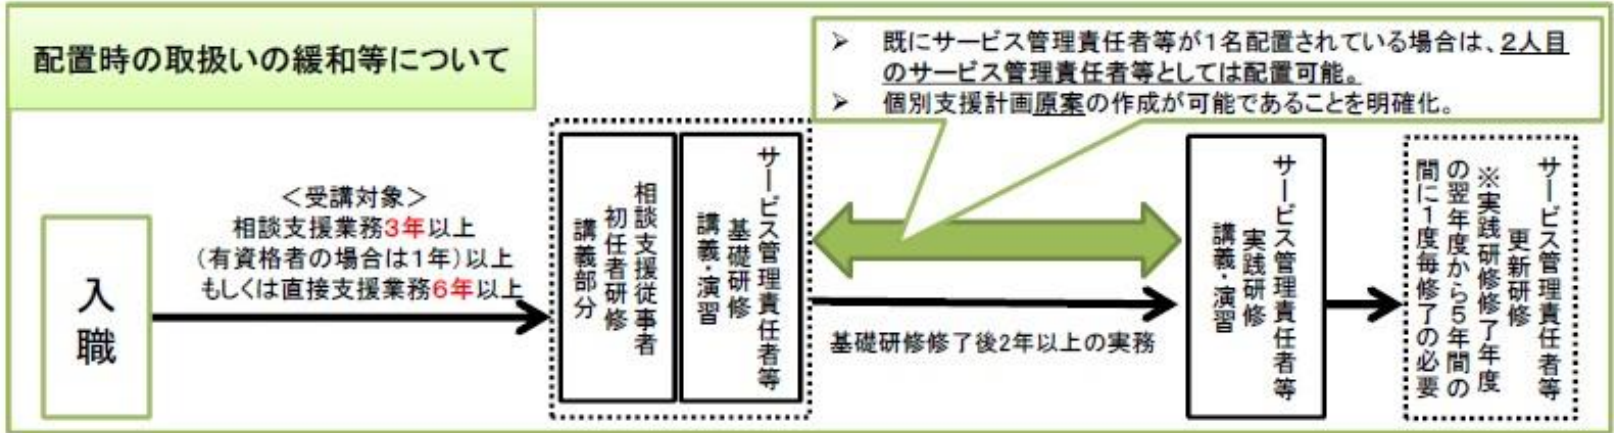 配置時の取扱いの緩和等について
➢ 既にサービス管理責任者等が1名配置されている場合は、2人目
のサービス管理責任者等としては配置可能。
➢ 個別支援計画原案の作成が可能であることを明確化。
入職
<受講対象>
相談支援業務3年以上
(有資格者の場合は1年)以上
もしくは直接支援業務6年以上
相談支援従事者
初任者研修
講義部分
サービス管理責任者等
基礎研修
講義・演習
基礎研修修了後2年以上の実務
サービス管理責任者等
実践研修
講義・演習
サービス管理責任者等
更新研修
※実践研修修了年度
の翌年度から5年間の
間に1度毎修了の必要